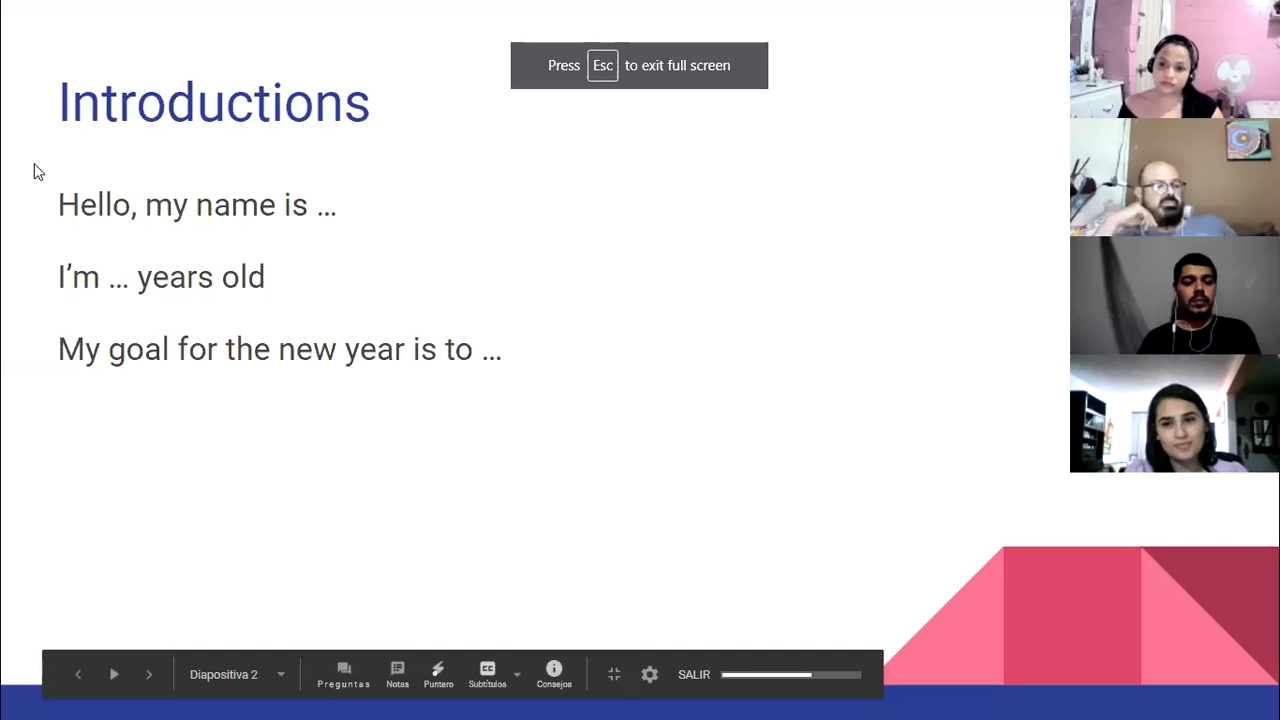 Press Esc to exit full screen
Introductions
Hello, my name is ...
I'm ... years old
My goal for the new year is to ...
Diapositiva 2
Preguntas
Notas
Puntero
CC
Subtítulos
Consejos
SALIR